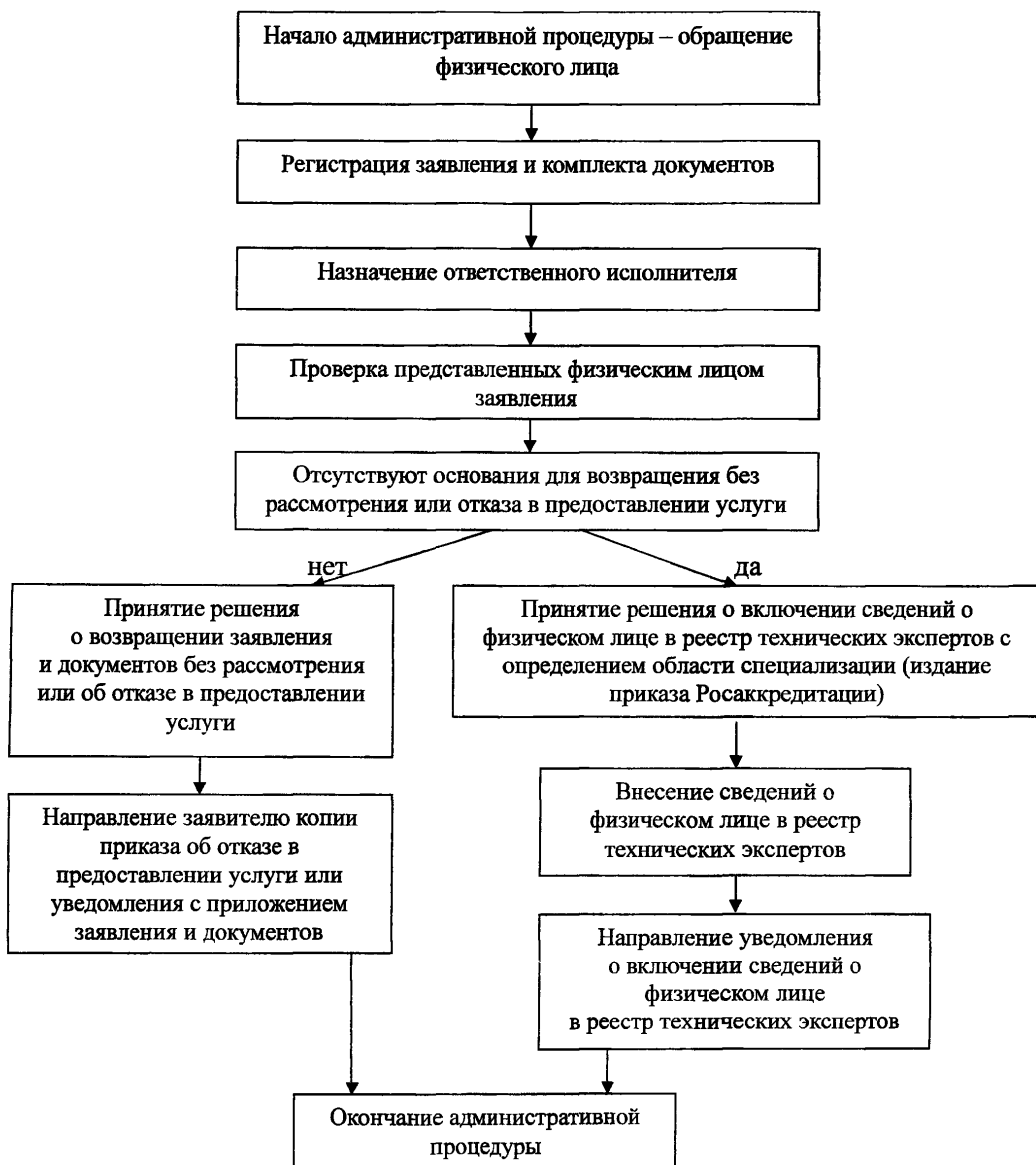 Начало административной процедуры – обращение
физического лица
Регистрация заявления и комплекта документов
Назначение ответственного исполнителя
Проверка представленных физическим лицом
заявления
Отсутствуют основания для возвращения без
рассмотрения или отказа в предоставлении услуги
нет
да
Принятие решения
о возвращении заявления
и документов без рассмотрения
или об отказе в предоставлении
услуги
Принятие решения о включении сведений о
физическом лице в реестр технических экспертов с
определением области специализации (издание
приказа Росаккредитации)
Направление заявителю копии
приказа об отказе в
предоставлении услуги или
уведомления с приложением
заявления и документов
Внесение сведений о
физическом лице в реестр
технических экспертов
Направление уведомления
о включении сведений о
физическом лице
в реестр технических экспертов
Окончание административной
процедуры